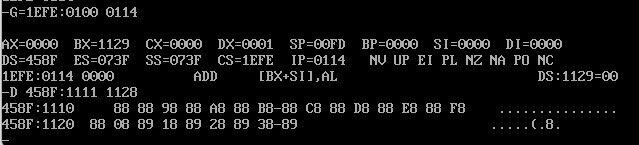 -G=1EFE:0100 0114
AX=0000 BX=1129 CX=0000 DX=0001 SP=00FD BP=0000 SI=0000 DI=0000
DS=458F ES=073F SS=073F CS=1EFE IP=0114 NV UP EI PL NZ NA PO NC
1EFE:0114 0000 ADD [BX+SI],AL DS:1129=00
-D 458F:1111 1128
458F:1110 88 88 98 88 A8 88 B8-88 C8 88 D8 88 E8 88 F8 ...............
458F:1120 88 08 89 18 89 28 89 38-89 .....(.8.
-